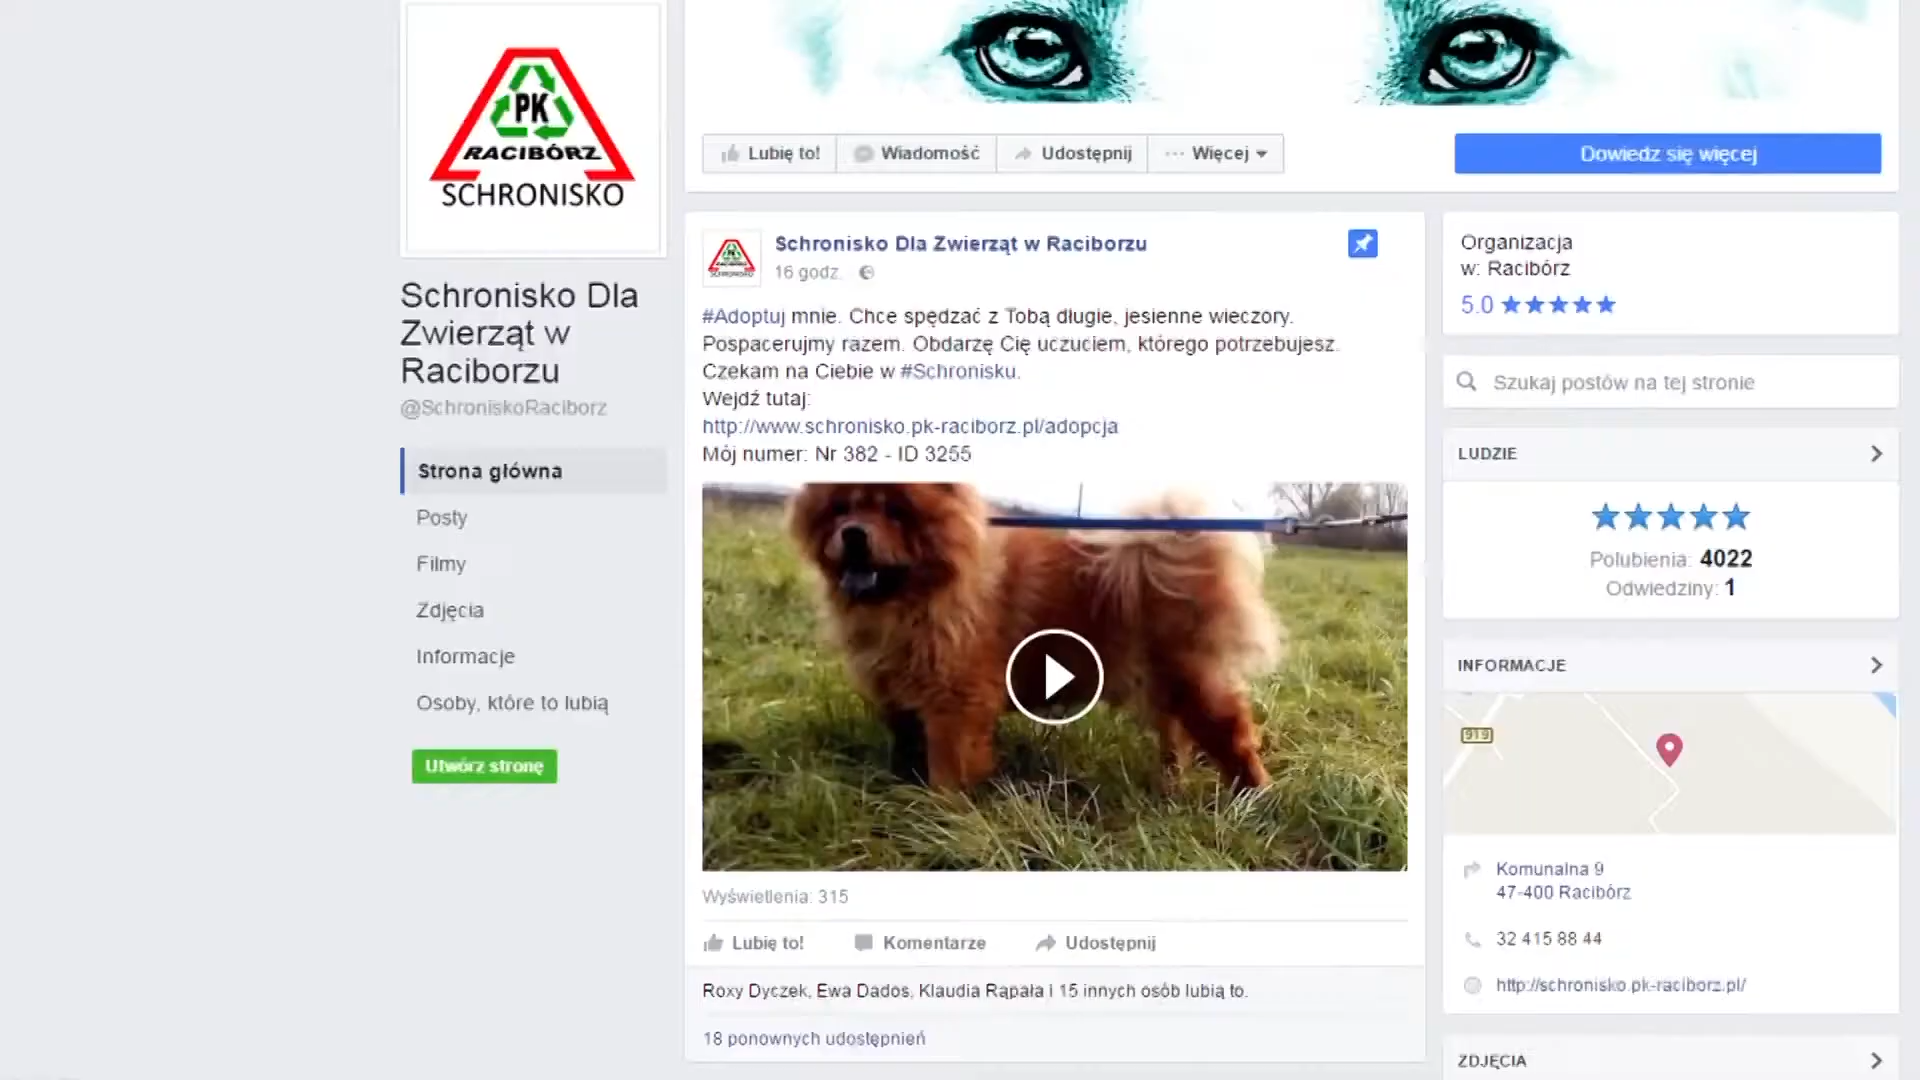 PK
RACIBÓRZ
SCHRONISKO
Schronisko Dla
Zwierząt w
Raciborzu
@SchroniskoRaciborz
Strona główna
Posty
Filmy
Zdjęcia
Informacje
Osoby, które to lubią
Utwórz stronę
Lubię to!
Wiadomość
Udostępnij
Więcej
Dowiedz się więcej
Schronisko Dla Zwierząt w Raciborzu
16 godz.
#Adoptuj mnie. Chce spędzać z Tobą długie, jesienne wieczory.
Pospacerujmy razem. Obdarzę Cię uczuciem, którego potrzebujesz.
Czekam na Ciebie w #Schronisku.
Wejdź tutaj:
http://www.schronisko.pk-raciborz.pl/adopcja
Mój numer: Nr 382 - ID 3255
Wyświetlenia: 315
Lubię to!
Komentarze
Udostępnij
Roxy Dyczek, Ewa Dados, Klaudia Rapała i 15 innych osób lubią to.
18 ponownych udostępnień
Organizacja
w: Racibórz
5.0
Szukaj postów na tej stronie
LUDZIE
Polubienia: 4022
Odwiedziny: 1
INFORMACJE
919
Komunalna 9
47-400 Racibórz
32 415 88 44
http://schronisko.pk-raciborz.pl/
ZDJĘCIA